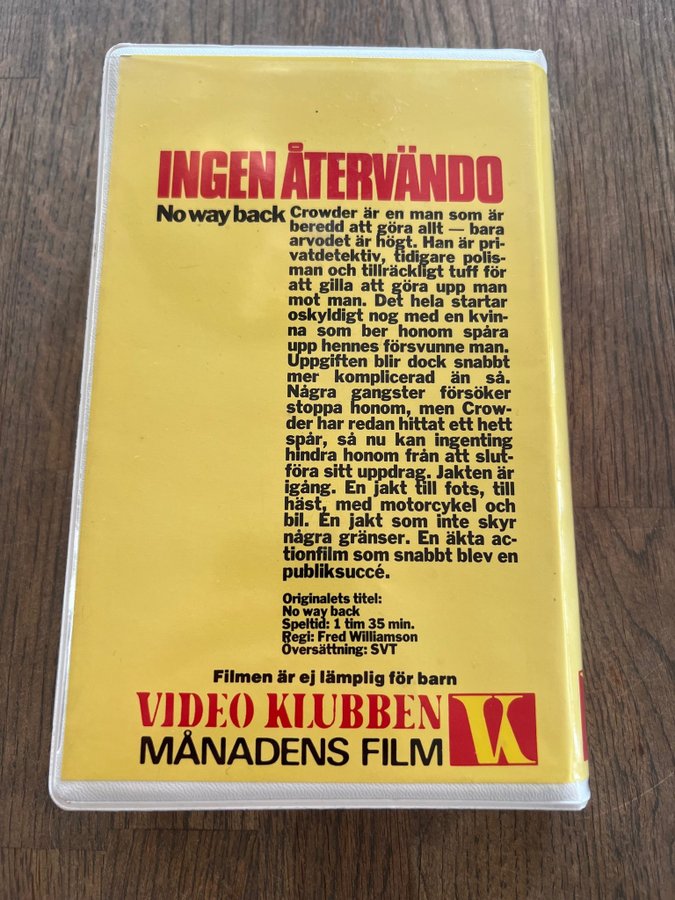 INGEN ÅTERVÄNDO
No way back Crowder är en man som är
beredd att göra allt — bara
arvodet är högt. Han är pri-
vatdetektiv, tidigare polis-
man och tillräckligt tuff för
att gilla att göra upp man
mot man. Det hela startar
oskyldigt nog med en kvin-
na som ber honom spåra
upp hennes försvunne man.
Uppgiften blir dock snabbt
mer komplicerad än så.
Några gangster försöker
stoppa honom, men Crow-
der har redan hittat ett hett
spår, så nu kan ingenting
hindra honom från att slut-
föra sitt uppdrag. Jakten är
igång. En jakt till fots, till
häst, med motorcykel och
bil. En jakt som inte skyr
några gränser. En äkta ac-
tionfilm som snabbt blev en
publiksuccé.
Originalets titel:
No way back
Speltid: 1 tim 35 min.
Regi: Fred Williamson
Översättning: SVT
Filmen är ej lämplig för barn
VIDEO KLUBBEN
MÅNADENS FILM
VK